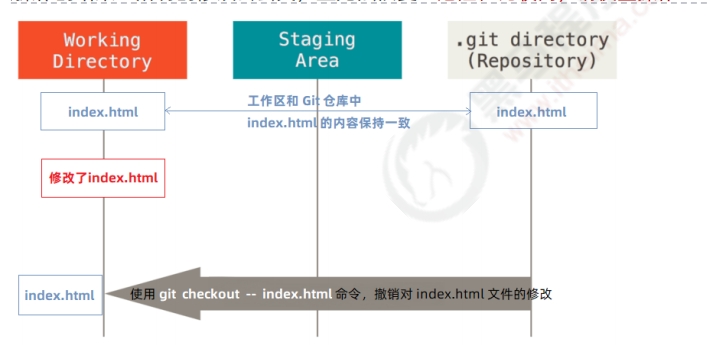 Working
Directory
Staging
Area
.git directory
(Repository)
index.html
工作区和 Git 仓库中
index.html 的内容保持一致
index.html
修改了index.html
index.html
使用 git checkout -- index.html 命令，撤销对 index.html 文件的修改